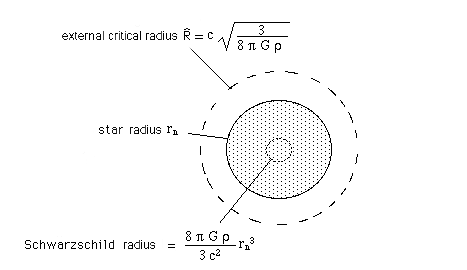 external critical radius R̂ = c √(3 / 8 π G ρ)
star radius rₙ
Schwarzschild radius = 8 π G ρ / 3 c² rₙ³